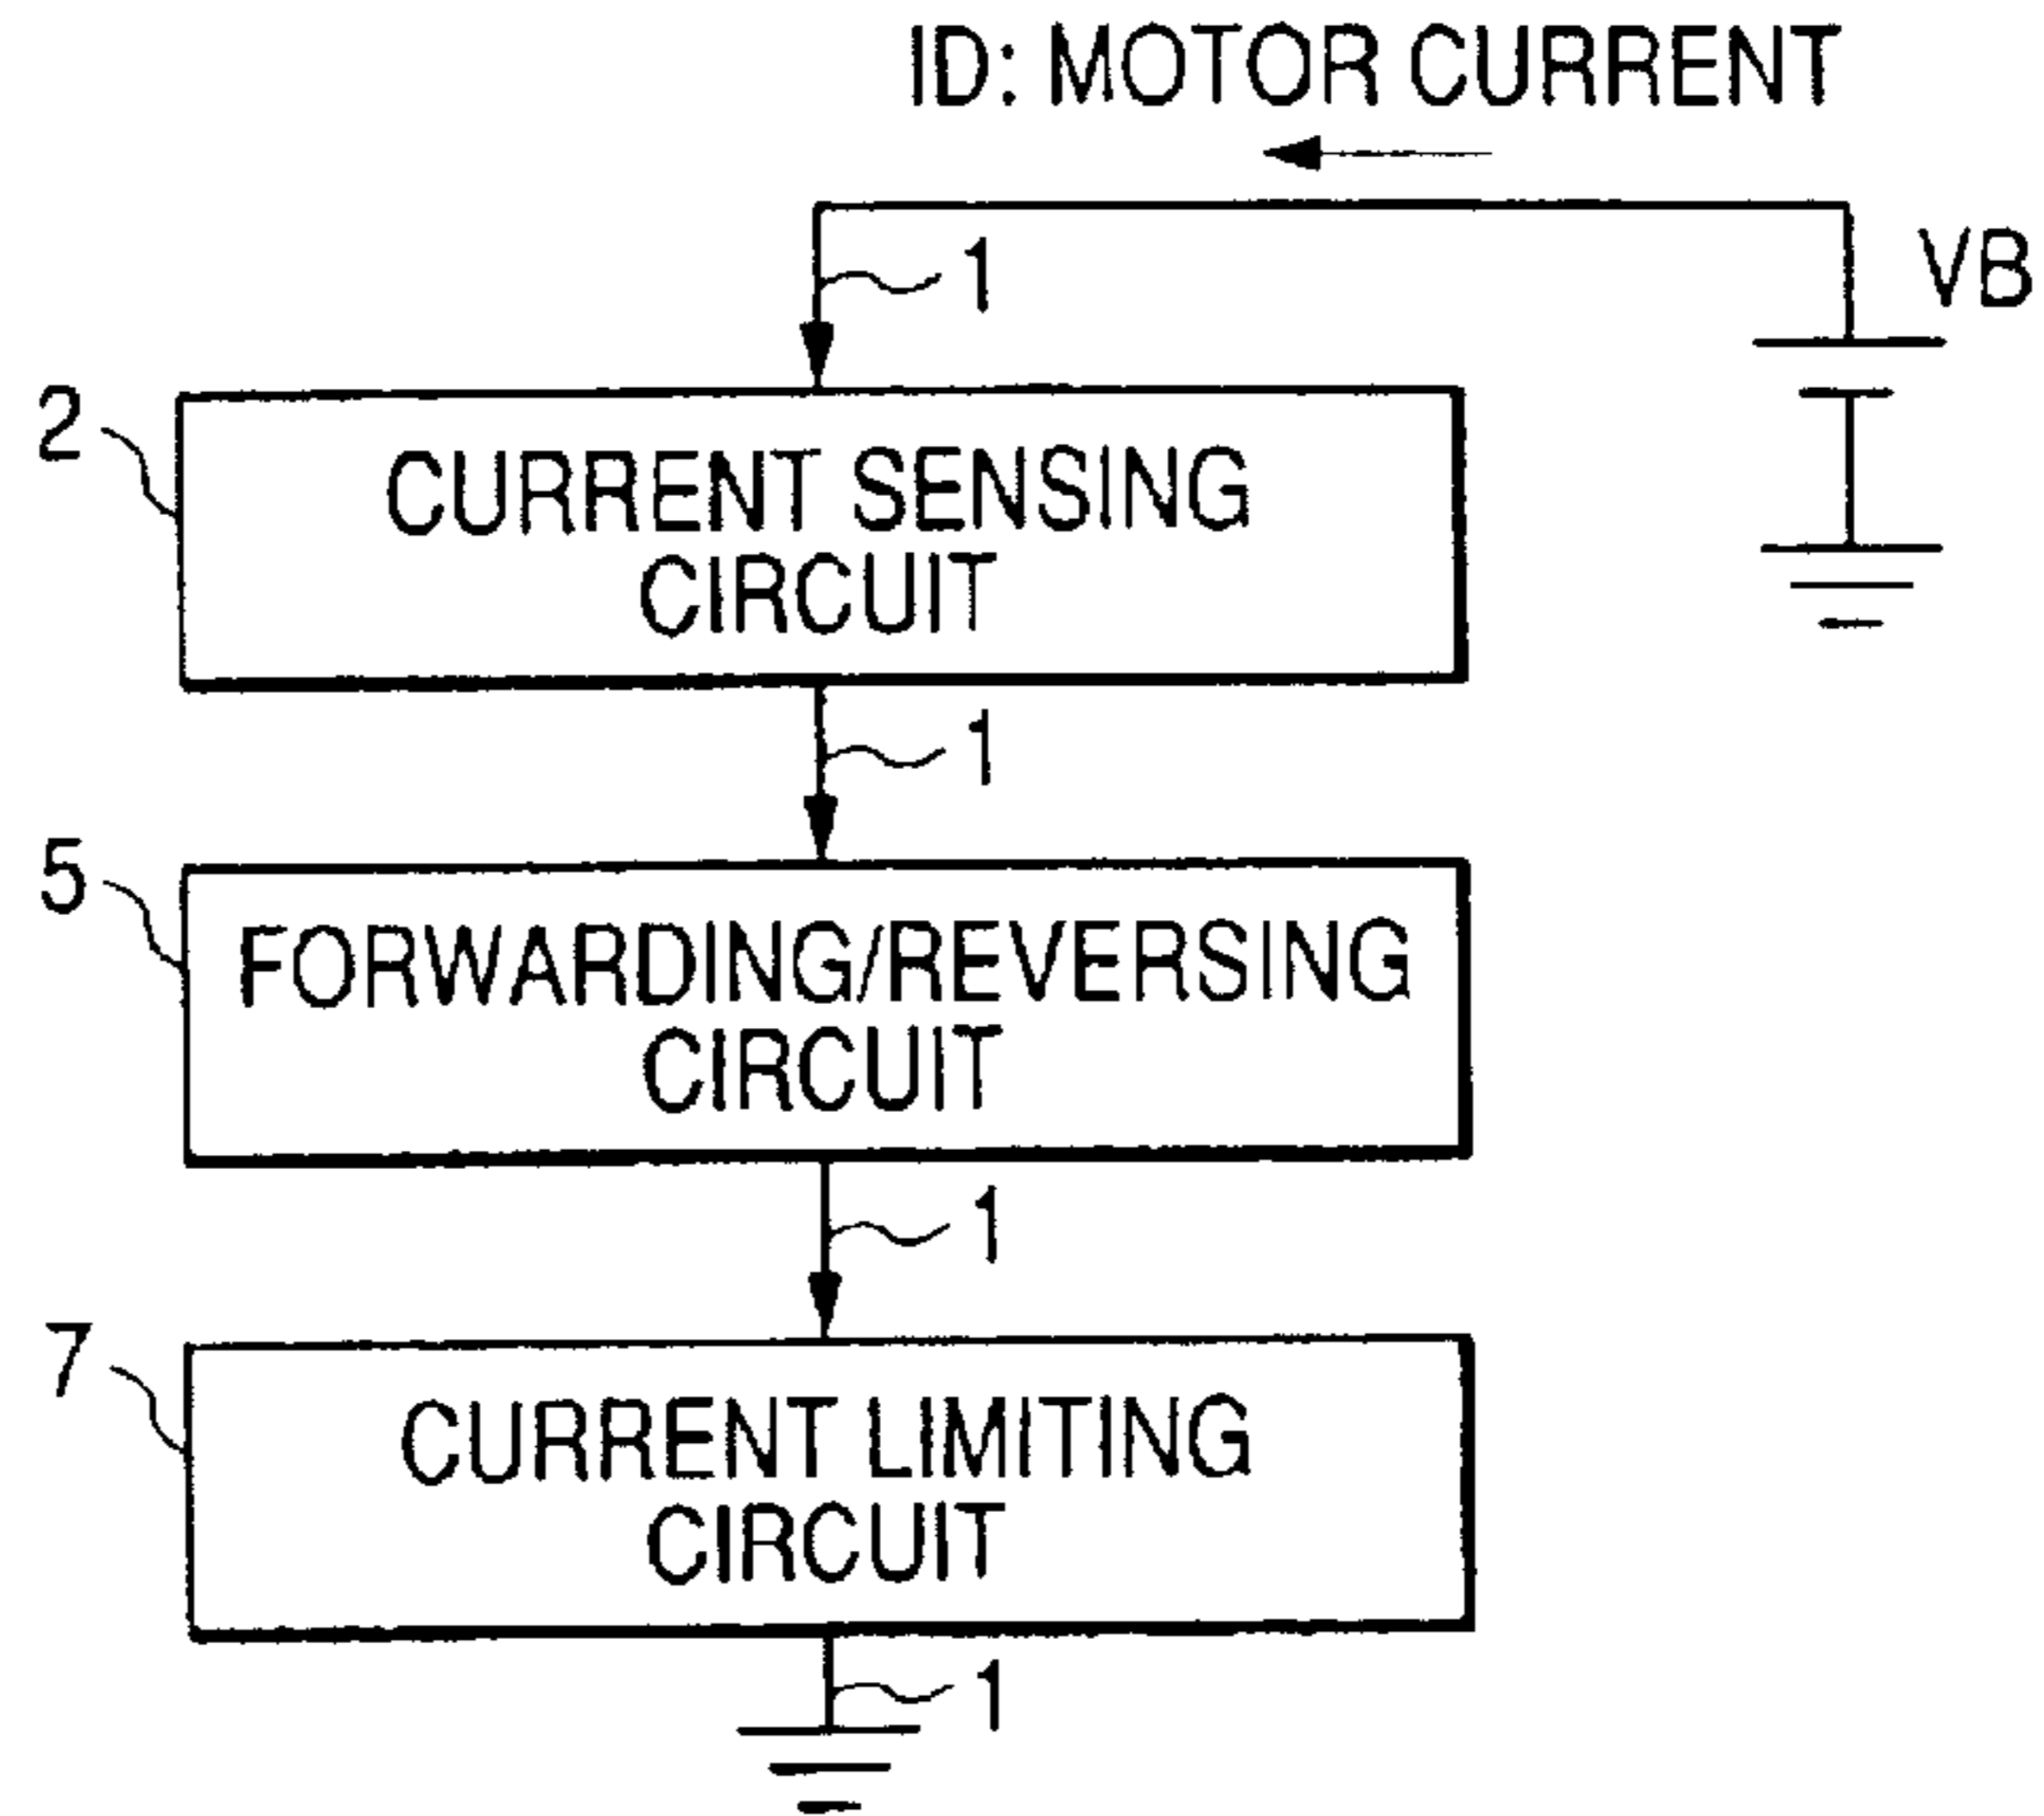 ID: MOTOR CURRENT
1
VB
2
CURRENT SENSING
CIRCUIT
1
5
FORWARDING/REVERSING
CIRCUIT
1
7
CURRENT LIMITING
CIRCUIT
1